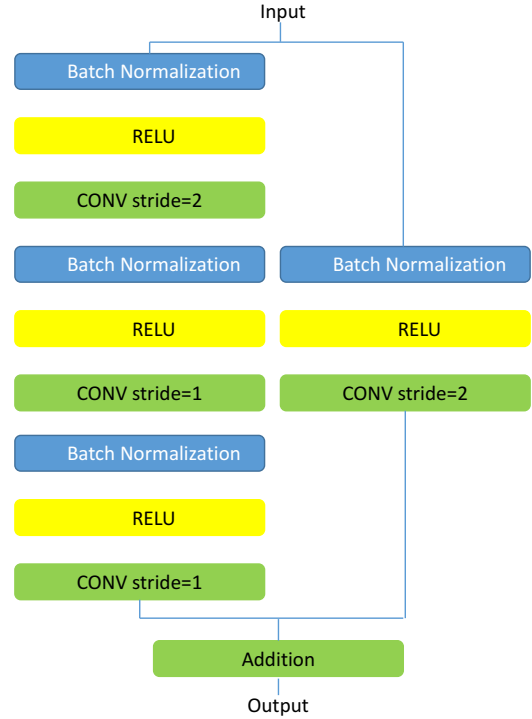 Input
Batch Normalization
RELU
CONV stride=2
Batch Normalization
RELU
CONV stride=1
Batch Normalization
RELU
CONV stride=1
Batch Normalization
RELU
CONV stride=2
Addition
Output